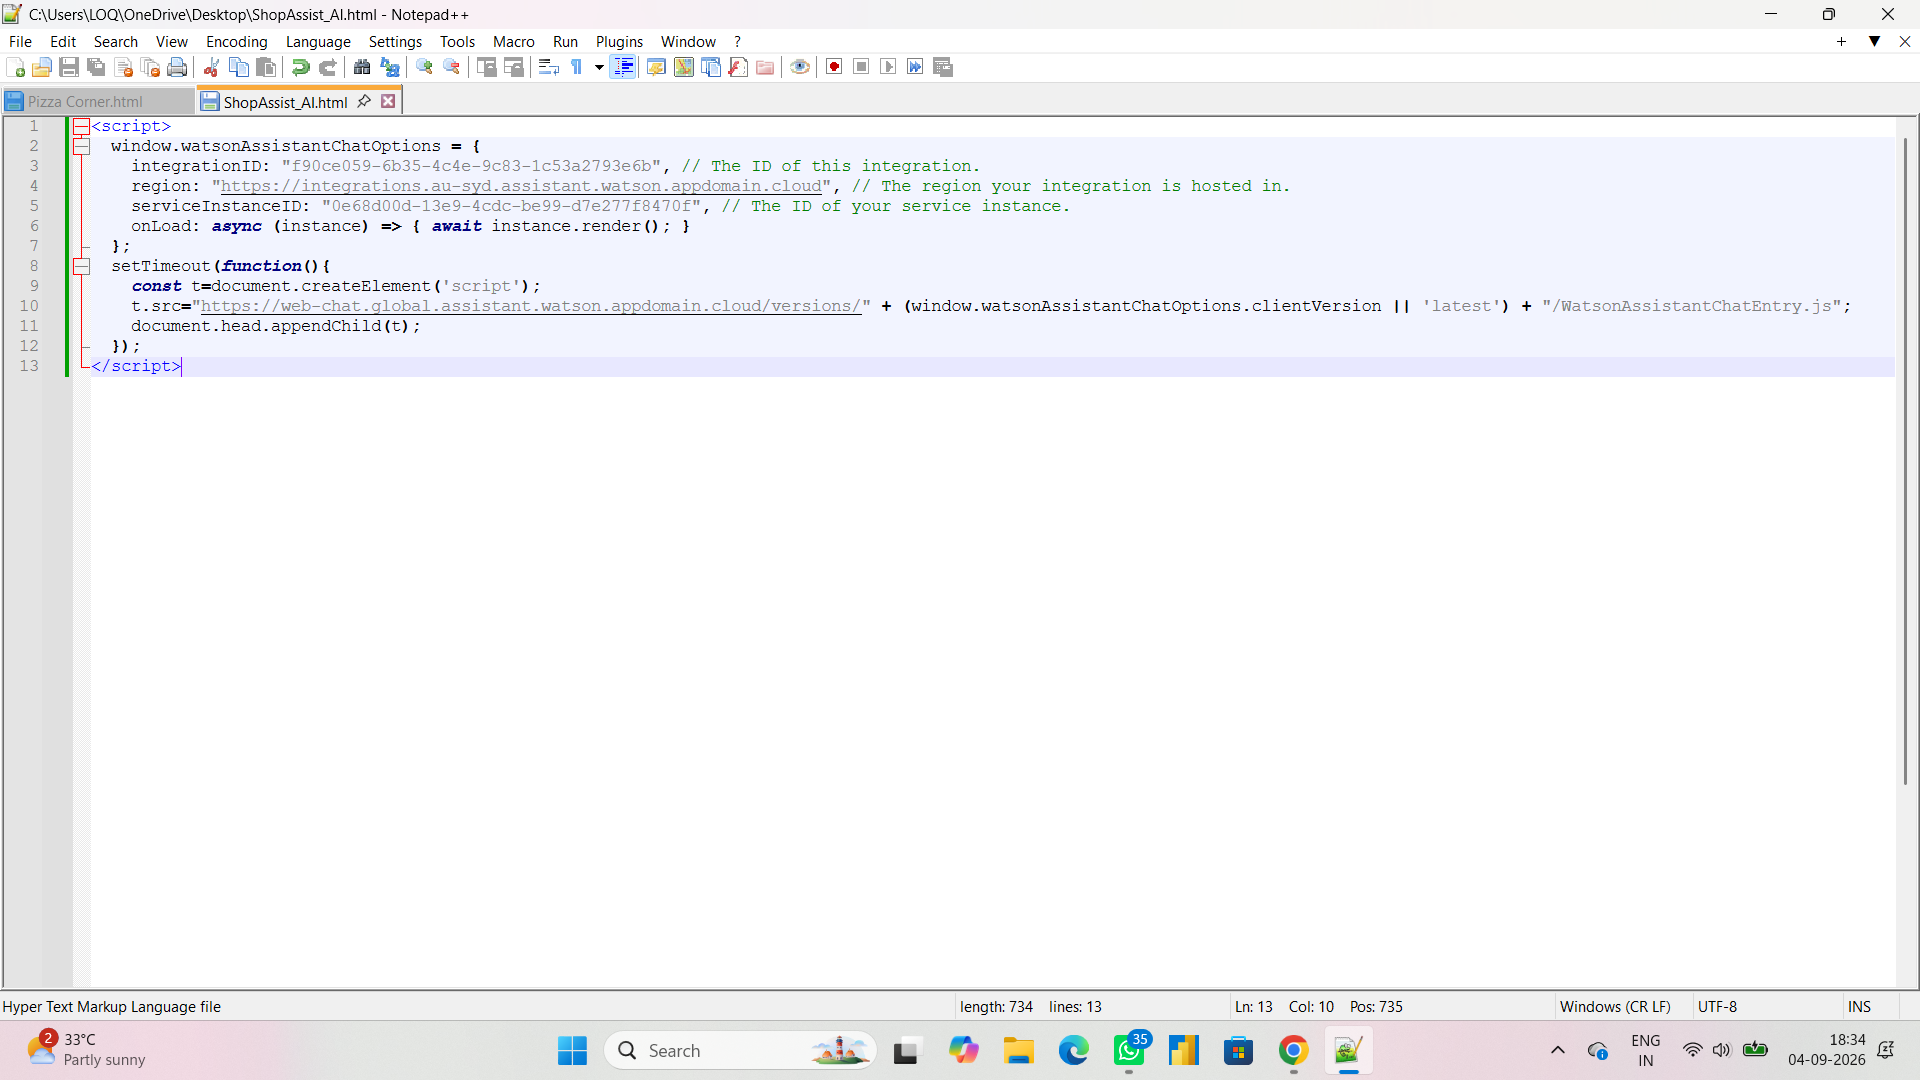 C:\Users\LOQ\OneDrive\Desktop\ShopAssist_AI.html - Notepad++
File Edit Search View Encoding Language Settings Tools Macro Run Plugins Window ?
Pizza Corner.html ShopAssist_AI.html
1 <script>
2 window.watsonAssistantChatOptions = {
3 integrationID: "f90ce059-6b35-4c4e-9c83-1c53a2793e6b", // The ID of this integration.
4 region: "https://integrations.au-syd.assistant.watson.appdomain.cloud", // The region your integration is hosted in.
5 serviceInstanceID: "0e68d00d-13e9-4cdc-be99-d7e277f8470f", // The ID of your service instance.
6 onLoad: async (instance) => { await instance.render(); }
7 };
8 setTimeout(function(){
9 const t=document.createElement('script');
10 t.src="https://web-chat.global.assistant.watson.appdomain.cloud/versions/" + (window.watsonAssistantChatOptions.clientVersion || 'latest') + "/WatsonAssistantChatEntry.js";
11 document.head.appendChild(t);
12 });
13 </script>
Hyper Text Markup Language file length: 734 lines: 13 Ln: 13 Col: 10 Pos: 735 Windows (CR LF) UTF-8 INS
2 33°C
Partly sunny
Search
35
ENG
IN
18:34
04-09-2026